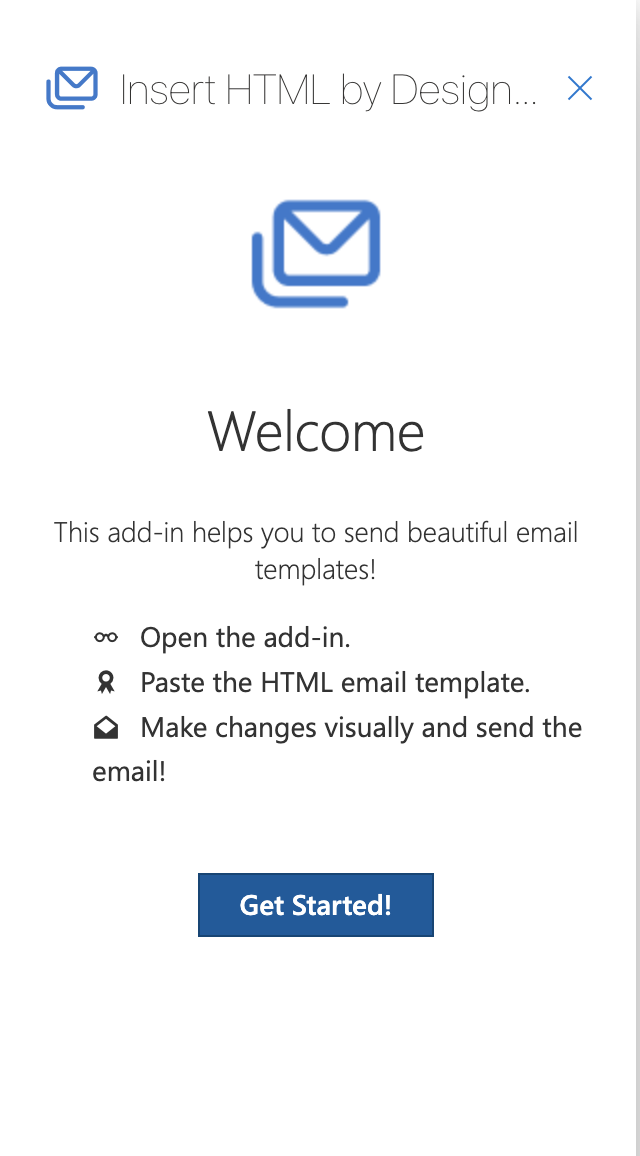 Insert HTML by Design...
Welcome
This add-in helps you to send beautiful email
templates!
Open the add-in.
Paste the HTML email template.
Make changes visually and send the
email!
Get Started!